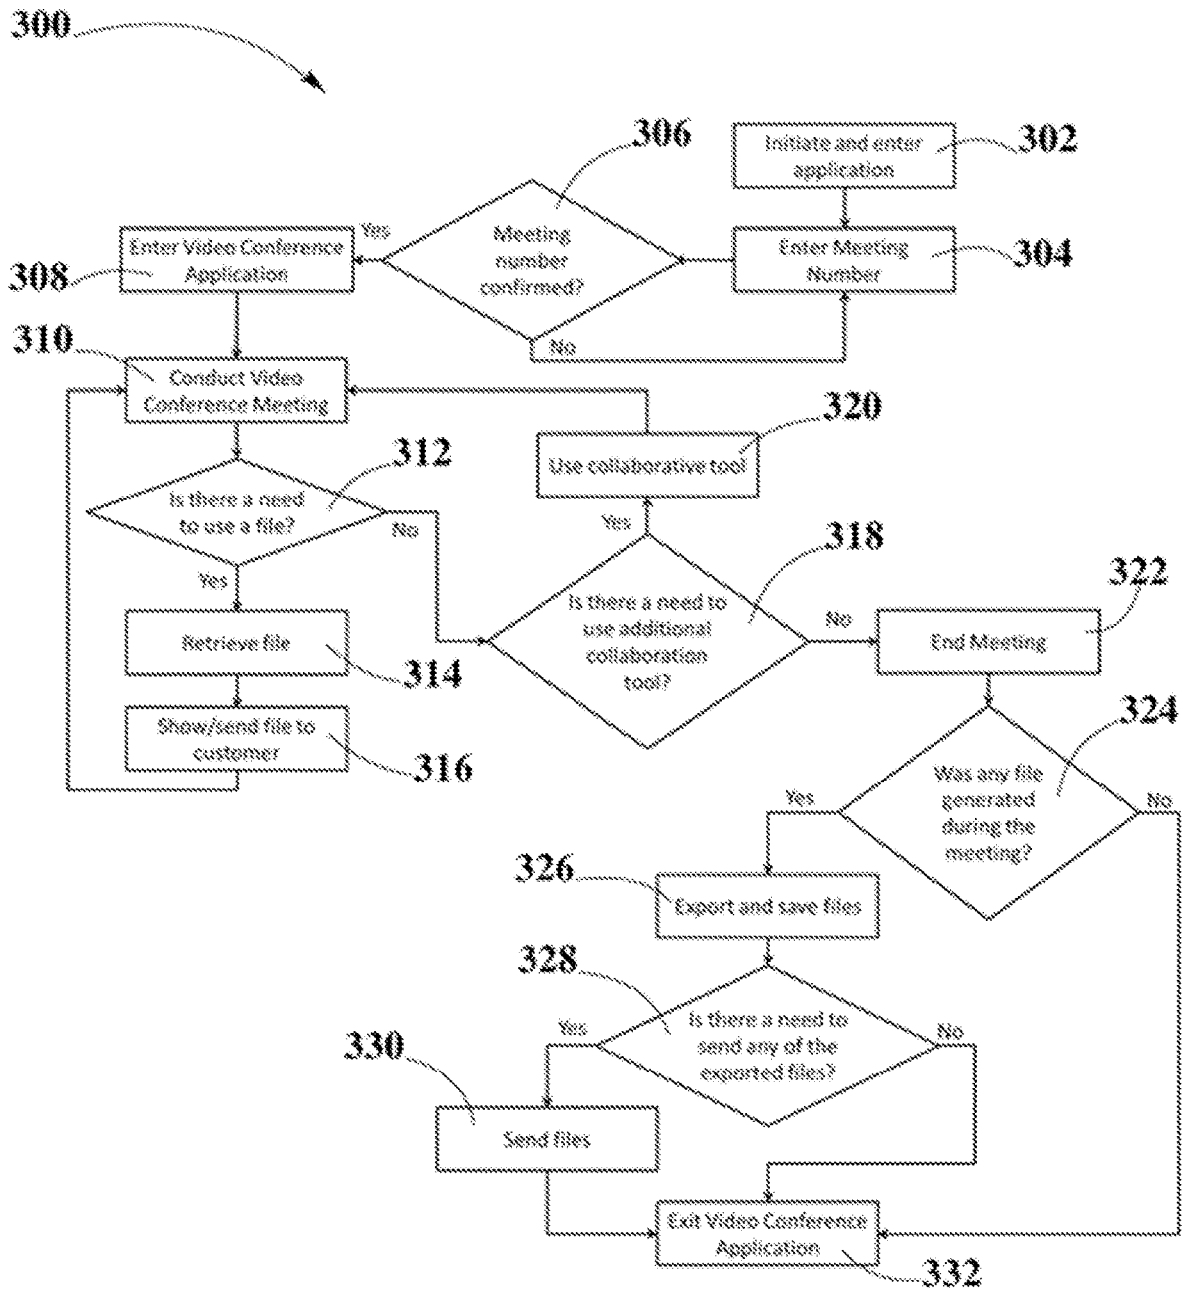 300
302
Initiate and enter
application
304
Enter Meeting
Number
306
Meeting
number
confirmed?
Yes
No
308
Enter Video Conference
Application
310
Conduct Video
Conference Meeting
312
Is there a need
to use a file?
No
Yes
314
Retrieve file
316
Show/send file to
customer
318
Is there a need to
use additional
collaboration
tool?
Yes
No
320
Use collaborative tool
322
End Meeting
324
Was any file
generated
during the
meeting?
Yes
No
326
Export and save files
328
Is there a need to
send any of the
exported files?
Yes
No
330
Send files
Exit Video Conference
Application
332